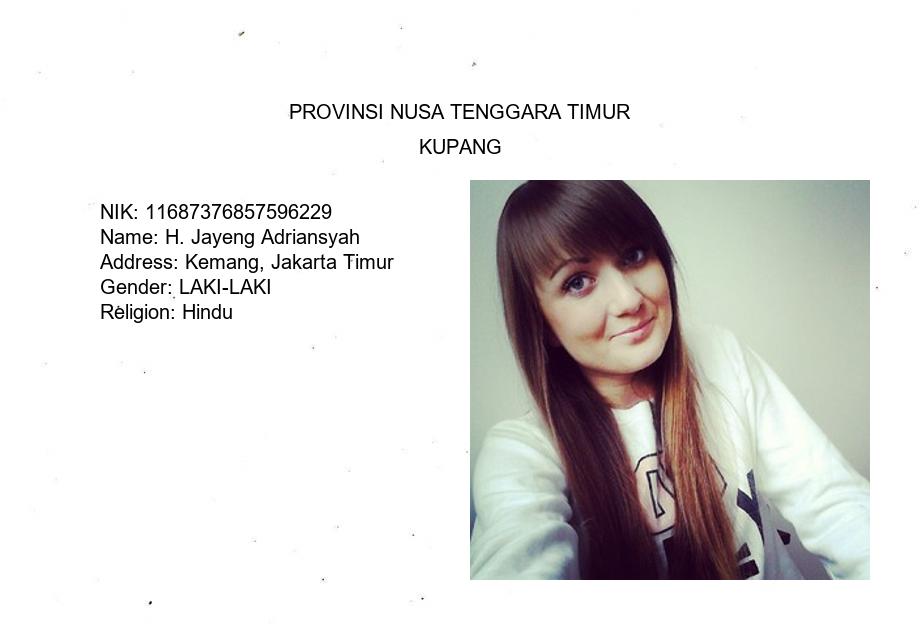 PROVINSI NUSA TENGGARA TIMUR
KUPANG
NIK: 11687376857596229
Name: H. Jayeng Adriansyah
Address: Kemang, Jakarta Timur
Gender: LAKI-LAKI
Religion: Hindu